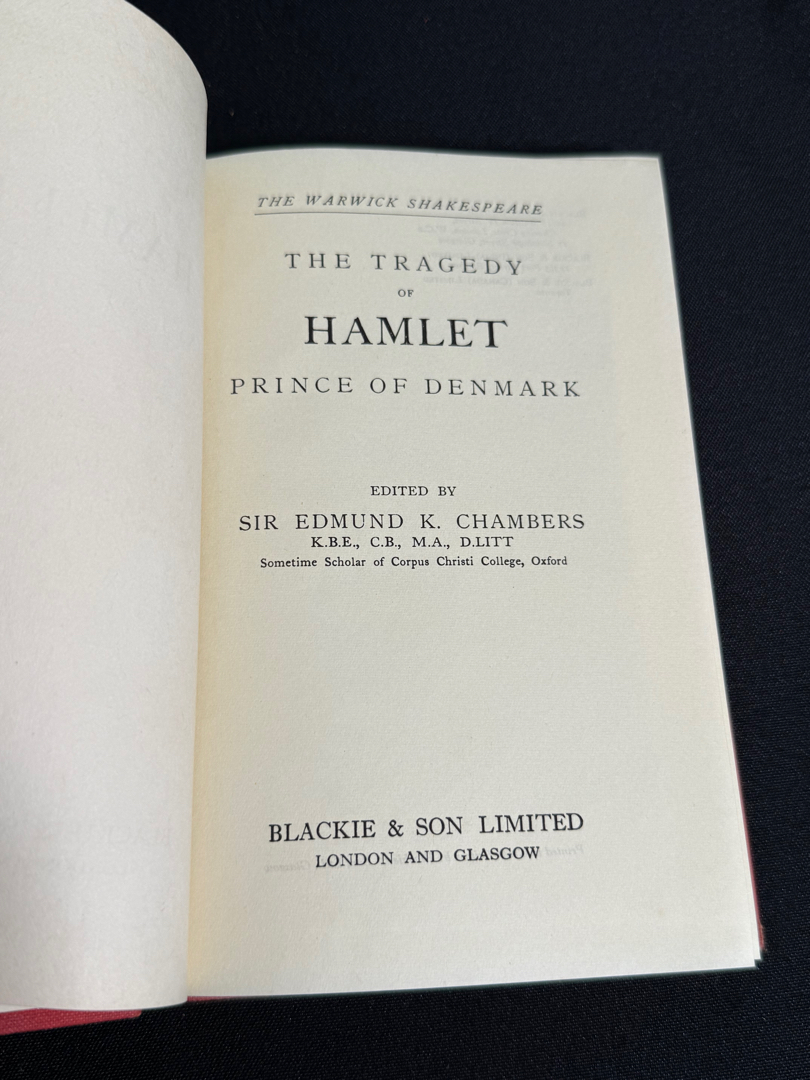 THE WARWICK SHAKESPEARE
THE TRAGEDY
OF
HAMLET
PRINCE OF DENMARK
EDITED BY
SIR EDMUND K. CHAMBERS
K.B.E., C.B., M.A., D.LITT
Sometime Scholar of Corpus Christi College, Oxford
BLACKIE & SON LIMITED
LONDON AND GLASGOW